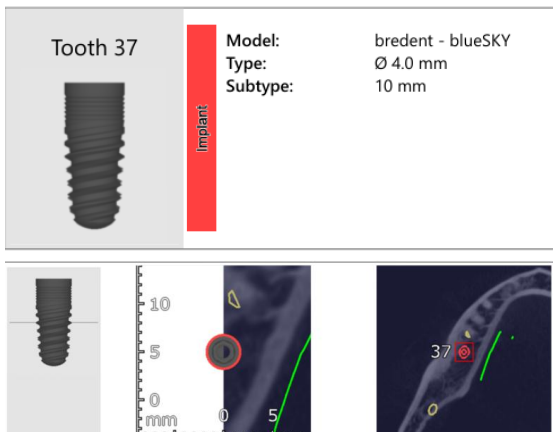 Tooth 37
Implant
Model: bredent - blueSKY
Type: Ø 4.0 mm
Subtype: 10 mm
10
5
0
mm 0 5
37